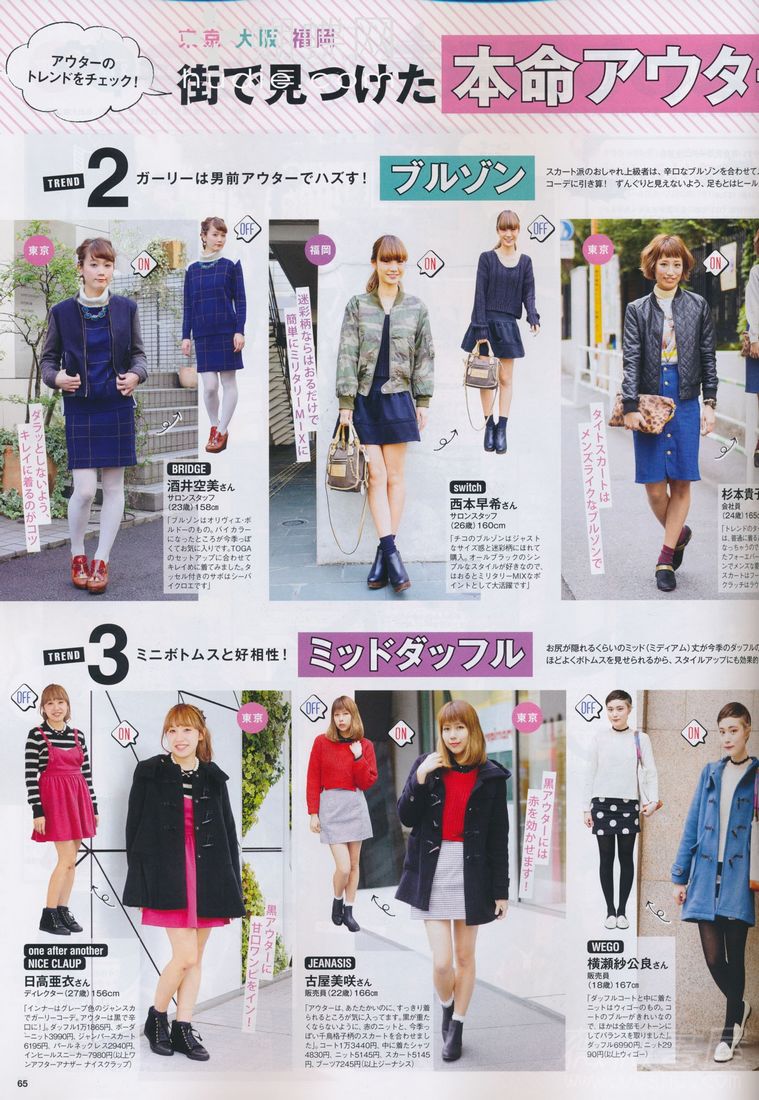 アウターの
トレンドをチェック!
東京 大阪 福岡
街で見つけた 本命アウタ
TREND 2 ガーリーは男前アウターでハズす! ブルゾン
スカート派のおしゃれ上級者は、辛口なブルゾンを合わせて
コーデに引き算! ずんぐりと見えないよう、足もとはヒール
東京
ON
OFF
ダラッとしないよう、
キレイに着るのがコツ
BRIDGE
酒井空美さん
サロンスタッフ
(23歳)158㎝
「ブルゾンはオリヴィエ・ボ
ルドーのもの。バイカラー
になったところが今季っぽ
くてお気に入りです。TOGA
のセットアップに合わせて
キレイめに着てみました。タ
ッセル付きのサボはシーバ
イクロエです」
福岡
ON
OFF
迷彩柄ならはおるだけで
簡単にミリタリーMIXに
switch
西本早希さん
サロンスタッフ
(26歳)160cm
「チコのブルゾンはジャスト
なサイズ感と迷彩柄にほれて
購入。オールブラックのシンプ
ルなスタイルが好きなので、
はおるとミリタリーMIXなポ
イントとして大活躍です」
東京
ON
タイトスカートは
メンズライクなブルゾンで
杉本貴子
会社員
(24歳)165
「トレンドのタ
は、普通に着る
なっちゃうので
たフォーエバ
ンでメンズな
スカートはフ
クラッチはラウ
TREND 3 ミニボトムスと好相性! ミッドダッフル
お尻が隠れるくらいのミッド(ミディアム)丈が今季のダッフルの
ほどよくボトムスを見せられるから、スタイルアップにも効果的
OFF
ON
東京
黒アウターに
甘口ワンピをイン!
one after another
NICE CLAUP
日高亜衣さん
ディレクター(27歳)156cm
「インナーはグレープ色のジャンスカ
でガーリーコーデ。アウターは黒で辛
口に!」。ダッフル1万1865円、ボーダ
ーニット3990円、ジャンパースカート
6195円、パールネックレス2940円、
インヒールスニーカー7980円(以上ワ
ンアフターアナザー ナイスクラップ)
OFF
ON
東京
黒アウターには
赤を効かせます!
JEANASIS
古屋美咲さん
販売員(22歳)166㎝
「アウターは、あたたかいのに、すっきり着
られるところが気に入ってます。黒が重た
くならないように、赤のニットと、今季っ
ぽい千鳥格子柄のスカートを合わせま
した」。コート1万3440円、中に着たシャツ
4830円、ニット5145円、スカート5145
円、ブーツ7245円(以上ジーナシス)
OFF
ON
WEGO
横瀬紗公良さん
販売員
(18歳)167㎝
「ダッフルコートと中に着た
ニットはウィゴーのもの。コー
トのブルーがきれいなの
で、ほかは全部モノトーンに
してバランスを取りました」。
ダッフル6990円、ニット29
90円(以上ウィゴー)
65